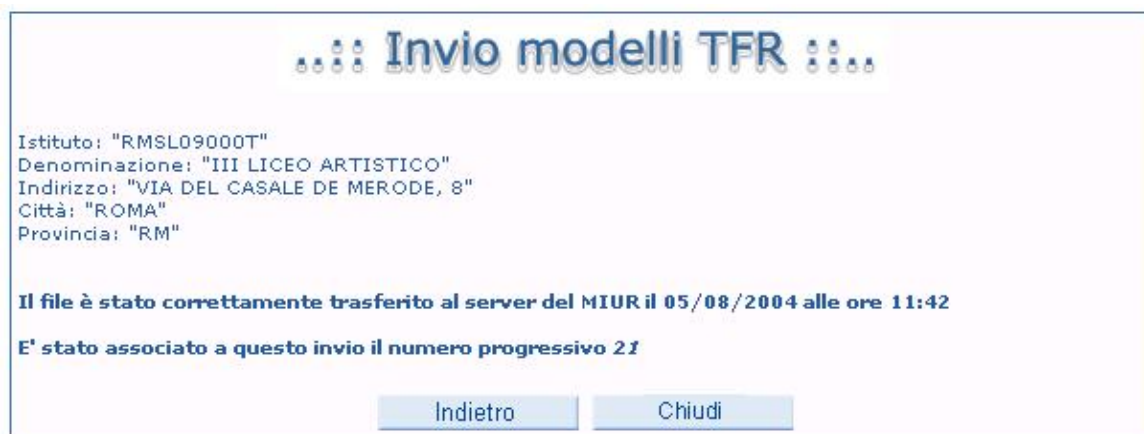 ..:: Invio modelli TFR ::..
Istituto: "RMSL09000T"
Denominazione: "III LICEO ARTISTICO"
Indirizzo: "VIA DEL CASALE DE MERODE, 8"
Città: "ROMA"
Provincia: "RM"
Il file è stato correttamente trasferito al server del MIUR il 05/08/2004 alle ore 11:42
E' stato associato a questo invio il numero progressivo 21
Indietro Chiudi